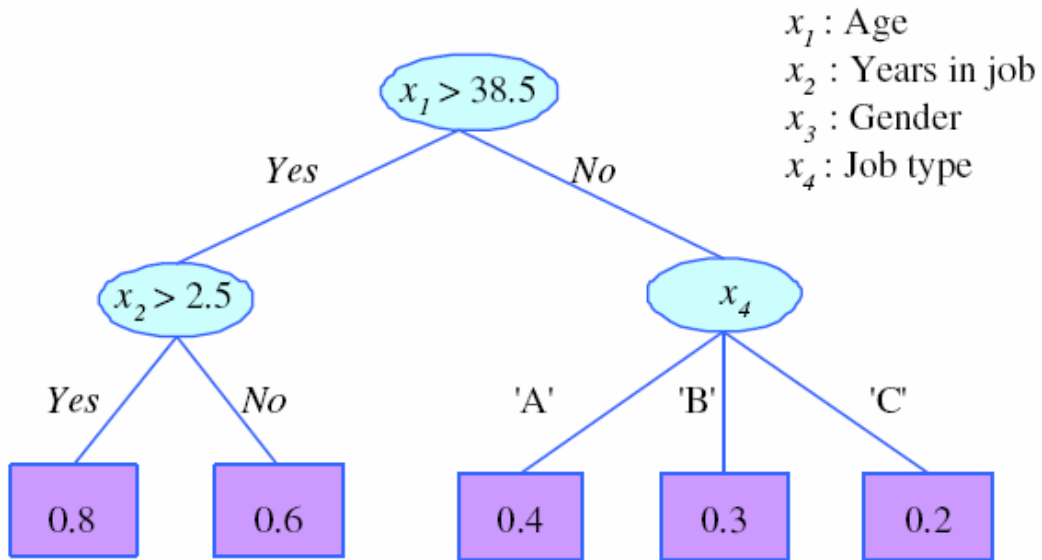 x₁ : Age
x₂ : Years in job
x₃ : Gender
x₄ : Job type
x₁ > 38.5
Yes
No
x₂ > 2.5
x₄
Yes
No
'A'
'B'
'C'
0.8
0.6
0.4
0.3
0.2